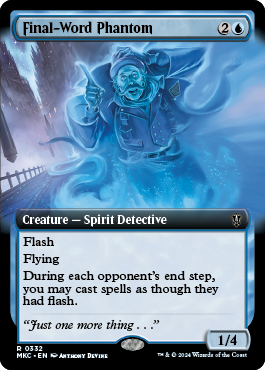 Final-Word Phantom 2
Creature — Spirit Detective
Flash
Flying
During each opponent's end step,
you may cast spells as though they
had flash.
“Just one more thing . . .”
1/4
R 0332
MKC • EN Anthony Devine
™ & © 2024 Wizards of the Coast